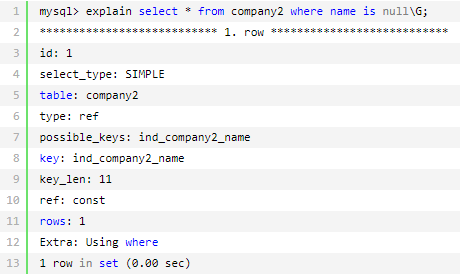 1 mysql> explain select * from company2 where name is null\G;
2 *************************** 1. row ***************************
3 id: 1
4 select_type: SIMPLE
5 table: company2
6 type: ref
7 possible_keys: ind_company2_name
8 key: ind_company2_name
9 key_len: 11
10 ref: const
11 rows: 1
12 Extra: Using where
13 1 row in set (0.00 sec)